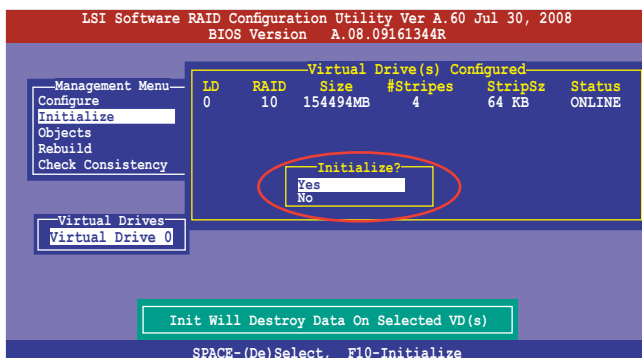 LSI Software RAID Configuration Utility Ver A.60 Jul 30, 2008
BIOS Version A.08.09161344R
Management Menu
Configure
Initialize
Objects
Rebuild
Check Consistency
Virtual Drive(s) Configured
LD RAID Size #Stripes StripSz Status
0 10 154494MB 4 64 KB ONLINE
Initialize?
Yes
No
Virtual Drives
Virtual Drive 0
Init Will Destroy Data On Selected VD(s)
SPACE-(De)Select, F10-Initialize